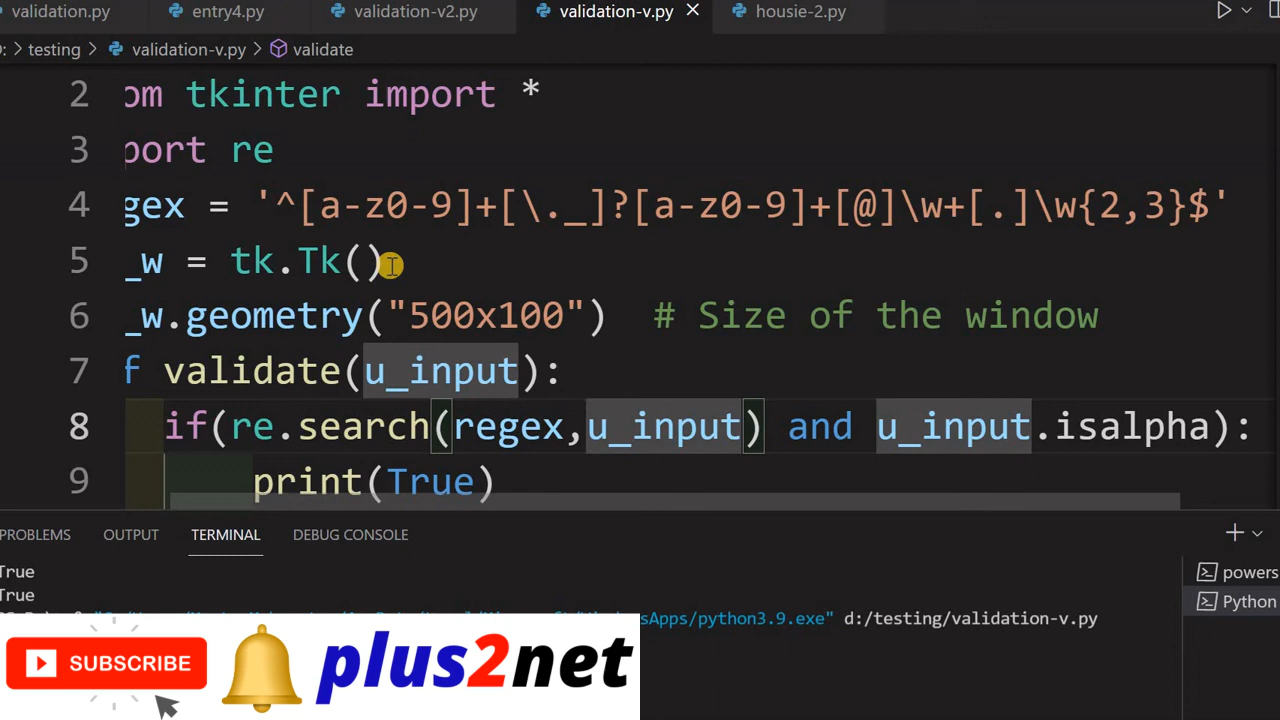 validation.py entry4.py validation-v2.py validation-v.py housie-2.py
: > testing > validation-v.py > validate
2 om tkinter import *
3 port re
4 gex = '^[a-z0-9]+[\._]?[a-z0-9]+[@]\w+[.]\w{2,3}$'
5 _w = tk.Tk()
6 _w.geometry("500x100") # Size of the window
7 f validate(u_input):
8 if(re.search(regex,u_input) and u_input.isalpha):
9 print(True)
PROBLEMS OUTPUT TERMINAL DEBUG CONSOLE
True
True
sApps/python3.9.exe" d:/testing/validation-v.py
powers
Python
SUBSCRIBE
plus2net